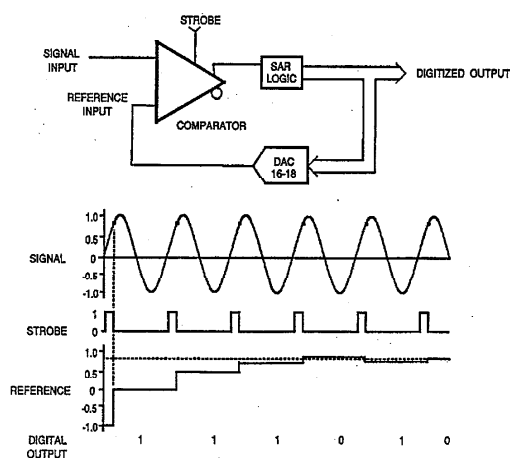 STROBE
SIGNAL
INPUT
REFERENCE
INPUT
COMPARATOR
SAR
LOGIC
DIGITIZED OUTPUT
DAC
16-18
SIGNAL
1.0
0.5
0
-0.5
-1.0
STROBE
1
0
REFERENCE
1.0
0.5
0
-0.5
-1.0
DIGITAL
OUTPUT
1 1 1 0 1 0